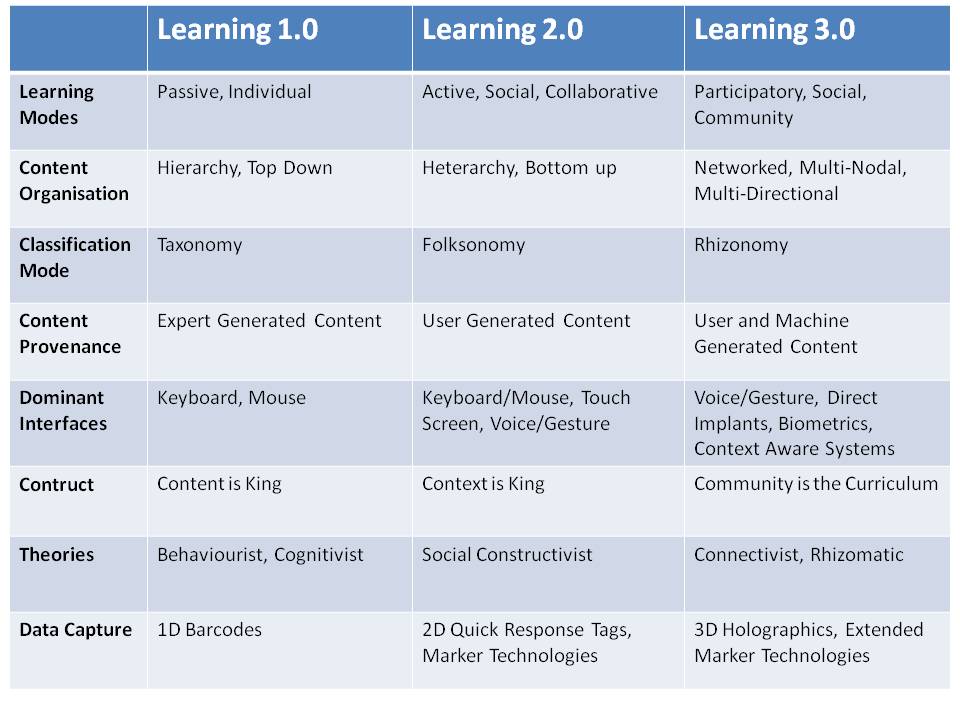 Learning 1.0 Learning 2.0 Learning 3.0
Learning Modes Passive, Individual Active, Social, Collaborative Participatory, Social, Community
Content Organisation Hierarchy, Top Down Heterarchy, Bottom up Networked, Multi-Nodal, Multi-Directional
Classification Mode Taxonomy Folksonomy Rhizonomy
Content Provenance Expert Generated Content User Generated Content User and Machine Generated Content
Dominant Interfaces Keyboard, Mouse Keyboard/Mouse, Touch Screen, Voice/Gesture Voice/Gesture, Direct Implants, Biometrics, Context Aware Systems
Contruct Content is King Context is King Community is the Curriculum
Theories Behaviourist, Cognitivist Social Constructivist Connectivist, Rhizomatic
Data Capture 1D Barcodes 2D Quick Response Tags, Marker Technologies 3D Holographics, Extended Marker Technologies